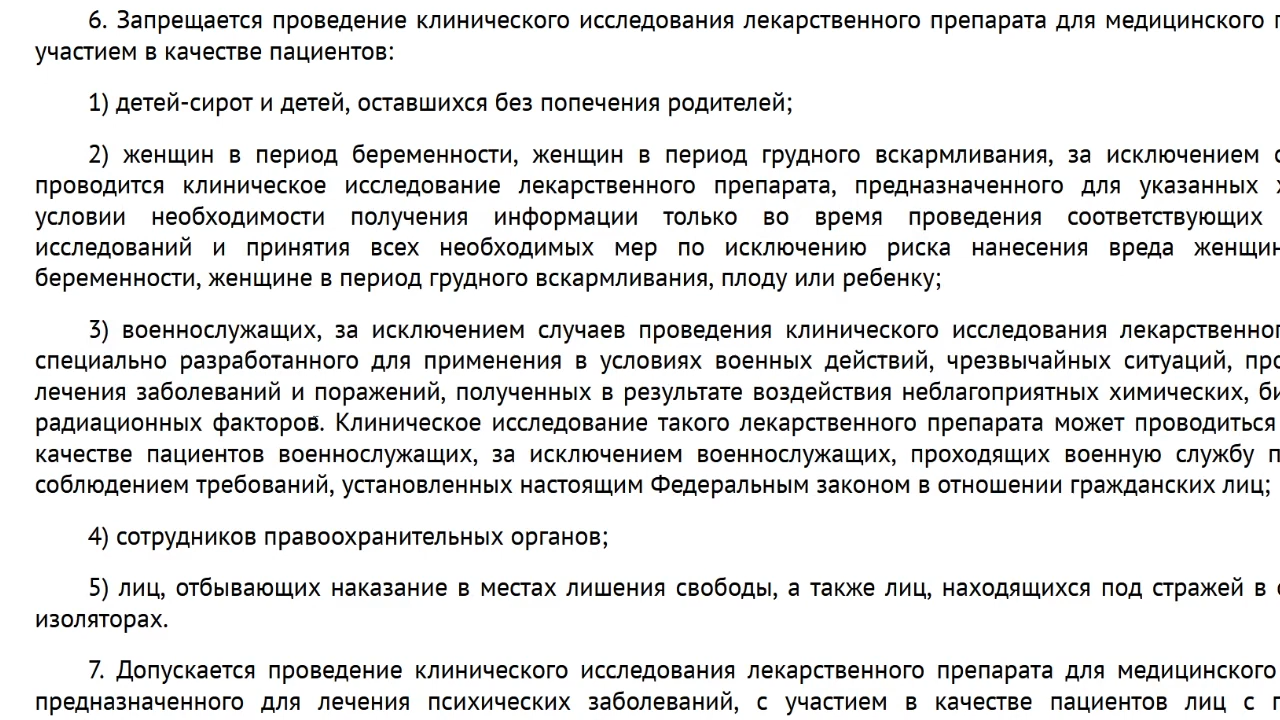 6. Запрещается проведение клинического исследования лекарственного препарата для медицинского
участием в качестве пациентов:
1) детей-сирот и детей, оставшихся без попечения родителей;
2) женщин в период беременности, женщин в период грудного вскармливания, за исключением
проводится клиническое исследование лекарственного препарата, предназначенного для указанных
условии необходимости получения информации только во время проведения соответствующих
исследований и принятия всех необходимых мер по исключению риска нанесения вреда женщин
беременности, женщине в период грудного вскармливания, плоду или ребенку;
3) военнослужащих, за исключением случаев проведения клинического исследования лекарственног
специально разработанного для применения в условиях военных действий, чрезвычайных ситуаций, про
лечения заболеваний и поражений, полученных в результате воздействия неблагоприятных химических, би
радиационных факторов. Клиническое исследование такого лекарственного препарата может проводиться
качестве пациентов военнослужащих, за исключением военнослужащих, проходящих военную службу п
соблюдением требований, установленных настоящим Федеральным законом в отношении гражданских лиц;
4) сотрудников правоохранительных органов;
5) лиц, отбывающих наказание в местах лишения свободы, а также лиц, находящихся под стражей в
изоляторах.
7. Допускается проведение клинического исследования лекарственного препарата для медицинского
предназначенного для лечения психических заболеваний, с участием в качестве пациентов лиц с